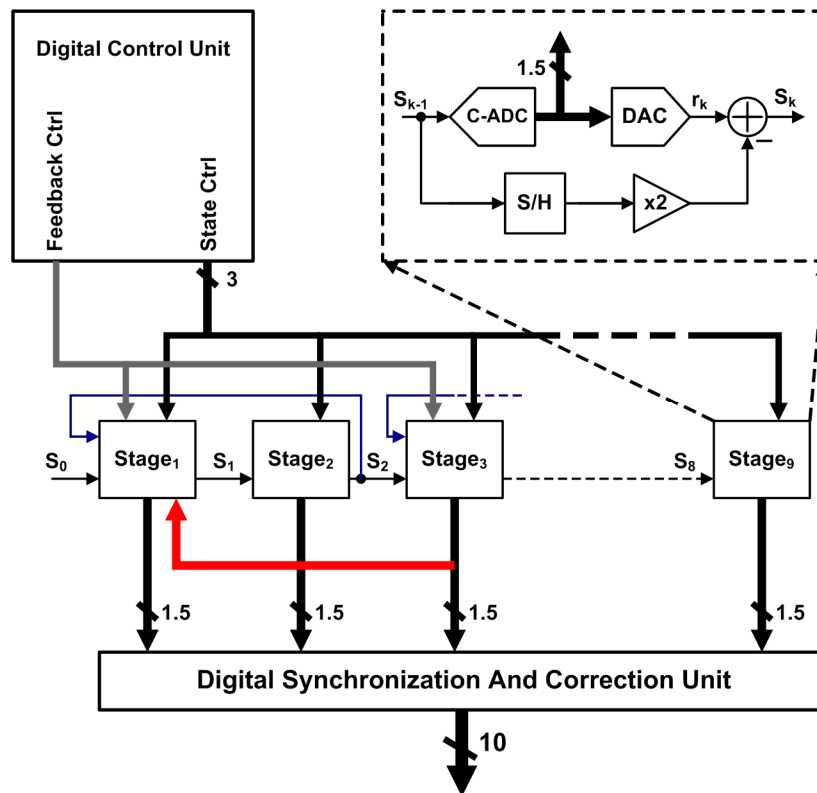 Digital Control Unit
Feedback Ctrl
State Ctrl
3
1.5
Sk-1
C-ADC
DAC
rk
Sk
+
−
S/H
x2
S0
Stage1
S1
Stage2
S2
Stage3
S8
Stage9
1.5
1.5
1.5
1.5
Digital Synchronization And Correction Unit
10